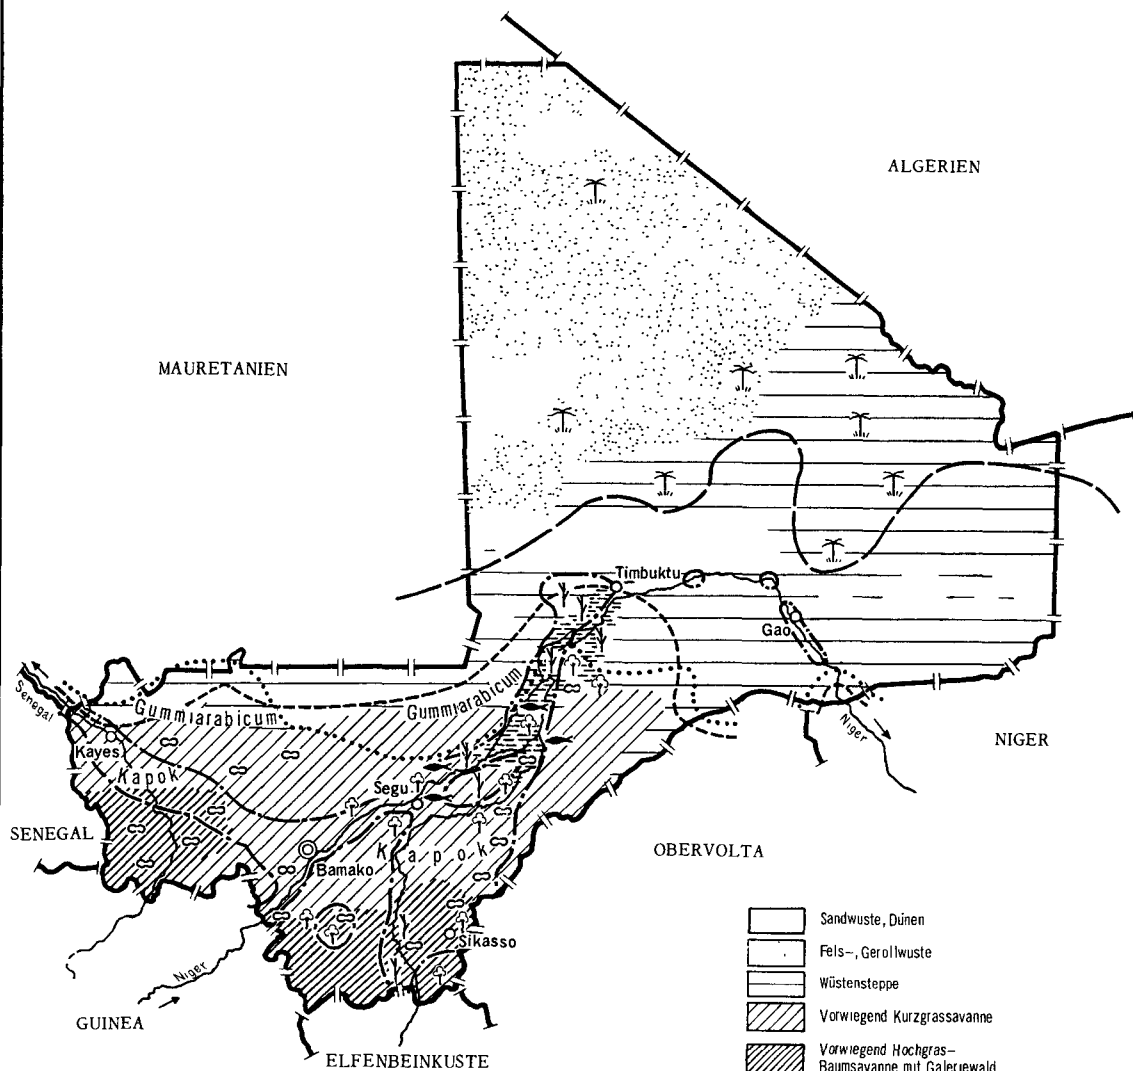 ALGERIEN
MAURETANIEN
Timbuktu
Gao
Senegal
Gummiarabicum
Gummiarabicum
Kayes
Kapok
Niger
NIGER
Segu
SENEGAL
OBERVOLTA
Kapok
Bamako
Sikasso
Niger
GUINEA
ELFENBEINKUSTE
Sandwuste, Dünen
Fels-, Gerollwuste
Wüstensteppe
Vorwiegend Kurzgrassavanne
Vorwiegend Hochgras-
Baumsavanne mit Galeriewald